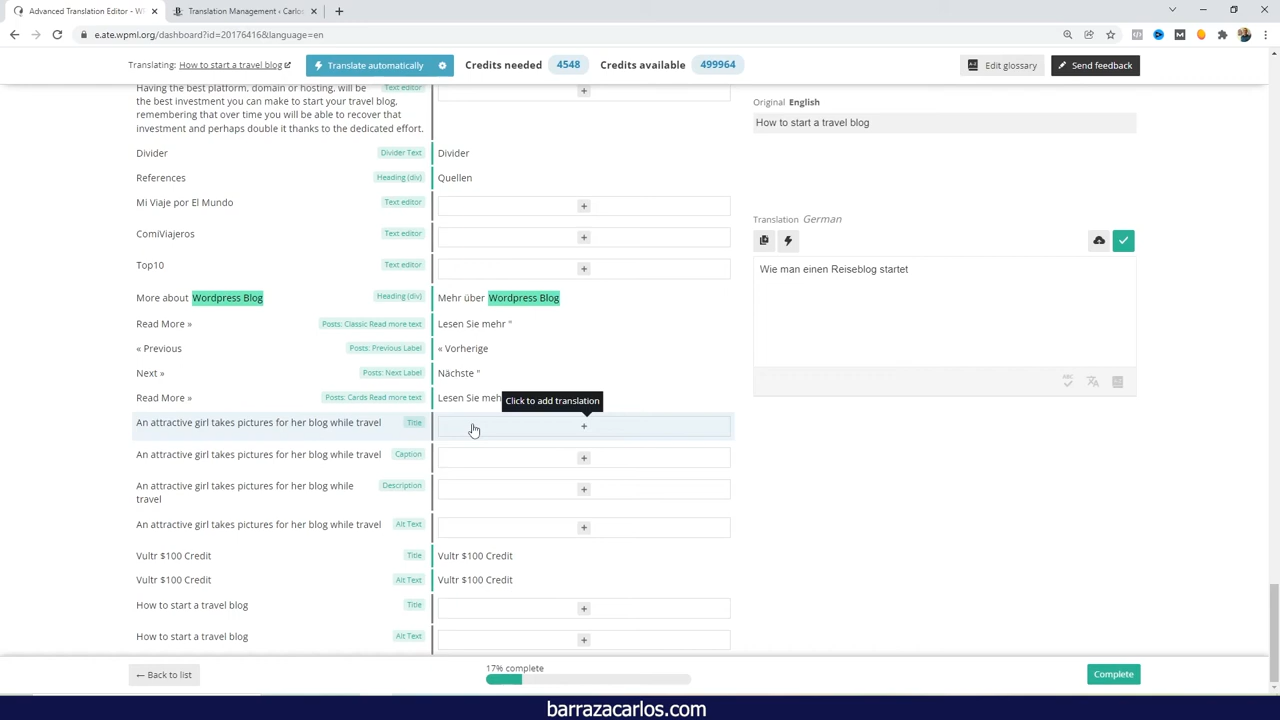 Advanced Translation Editor - WP
Translation Management ‹ Carloc
e.ate.wpml.org/dashboard?id=20176416&language=en
Translating: How to start a travel blog
Translate automatically
Credits needed 4548
Credits available 499964
Edit glossary
Send feedback
Having the best platform, domain or hosting, will be
the best investment you can make to start your travel blog,
remembering that over time you will be able to recover that
investment and perhaps double it thanks to the dedicated effort.
Text editor
+
Divider Divider Text Divider
References Heading (div) Quellen
Mi Viaje por El Mundo Text editor +
ComiViajeros Text editor +
Top10 Text editor +
More about Wordpress Blog Heading (div) Mehr über Wordpress Blog
Read More » Posts: Classic Read more text Lesen Sie mehr "
« Previous Posts: Previous Label « Vorherige
Next » Posts: Next Label Nächste "
Read More » Posts: Cards Read more text Lesen Sie meh
Click to add translation
An attractive girl takes pictures for her blog while travel Title +
An attractive girl takes pictures for her blog while travel Caption +
An attractive girl takes pictures for her blog while
travel
Description +
An attractive girl takes pictures for her blog while travel Alt Text +
Vultr $100 Credit Title Vultr $100 Credit
Vultr $100 Credit Alt Text Vultr $100 Credit
How to start a travel blog Title +
How to start a travel blog Alt Text +
Original English
How to start a travel blog
Translation German
Wie man einen Reiseblog startet
ABC
← Back to list
17% complete
Complete
barrazacarlos.com